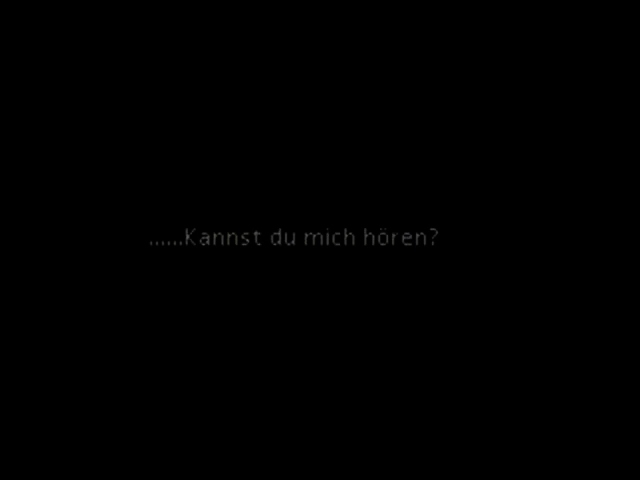 ......Kannst du mich hören?